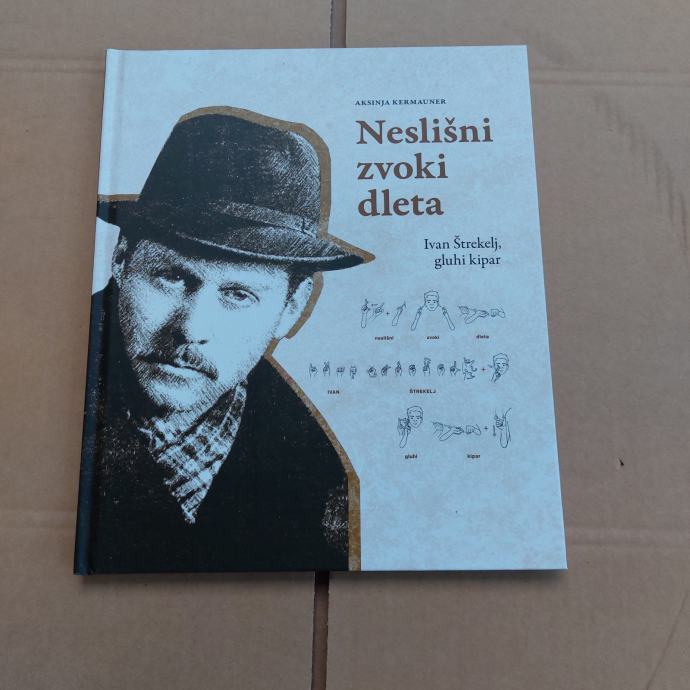 AKSINJA KERMAUNER
Neslišni
zvoki
dleta
Ivan Štrekelj,
gluhi kipar
neslišni zvoki dleta
IVAN ŠTREKELJ
gluhi kipar